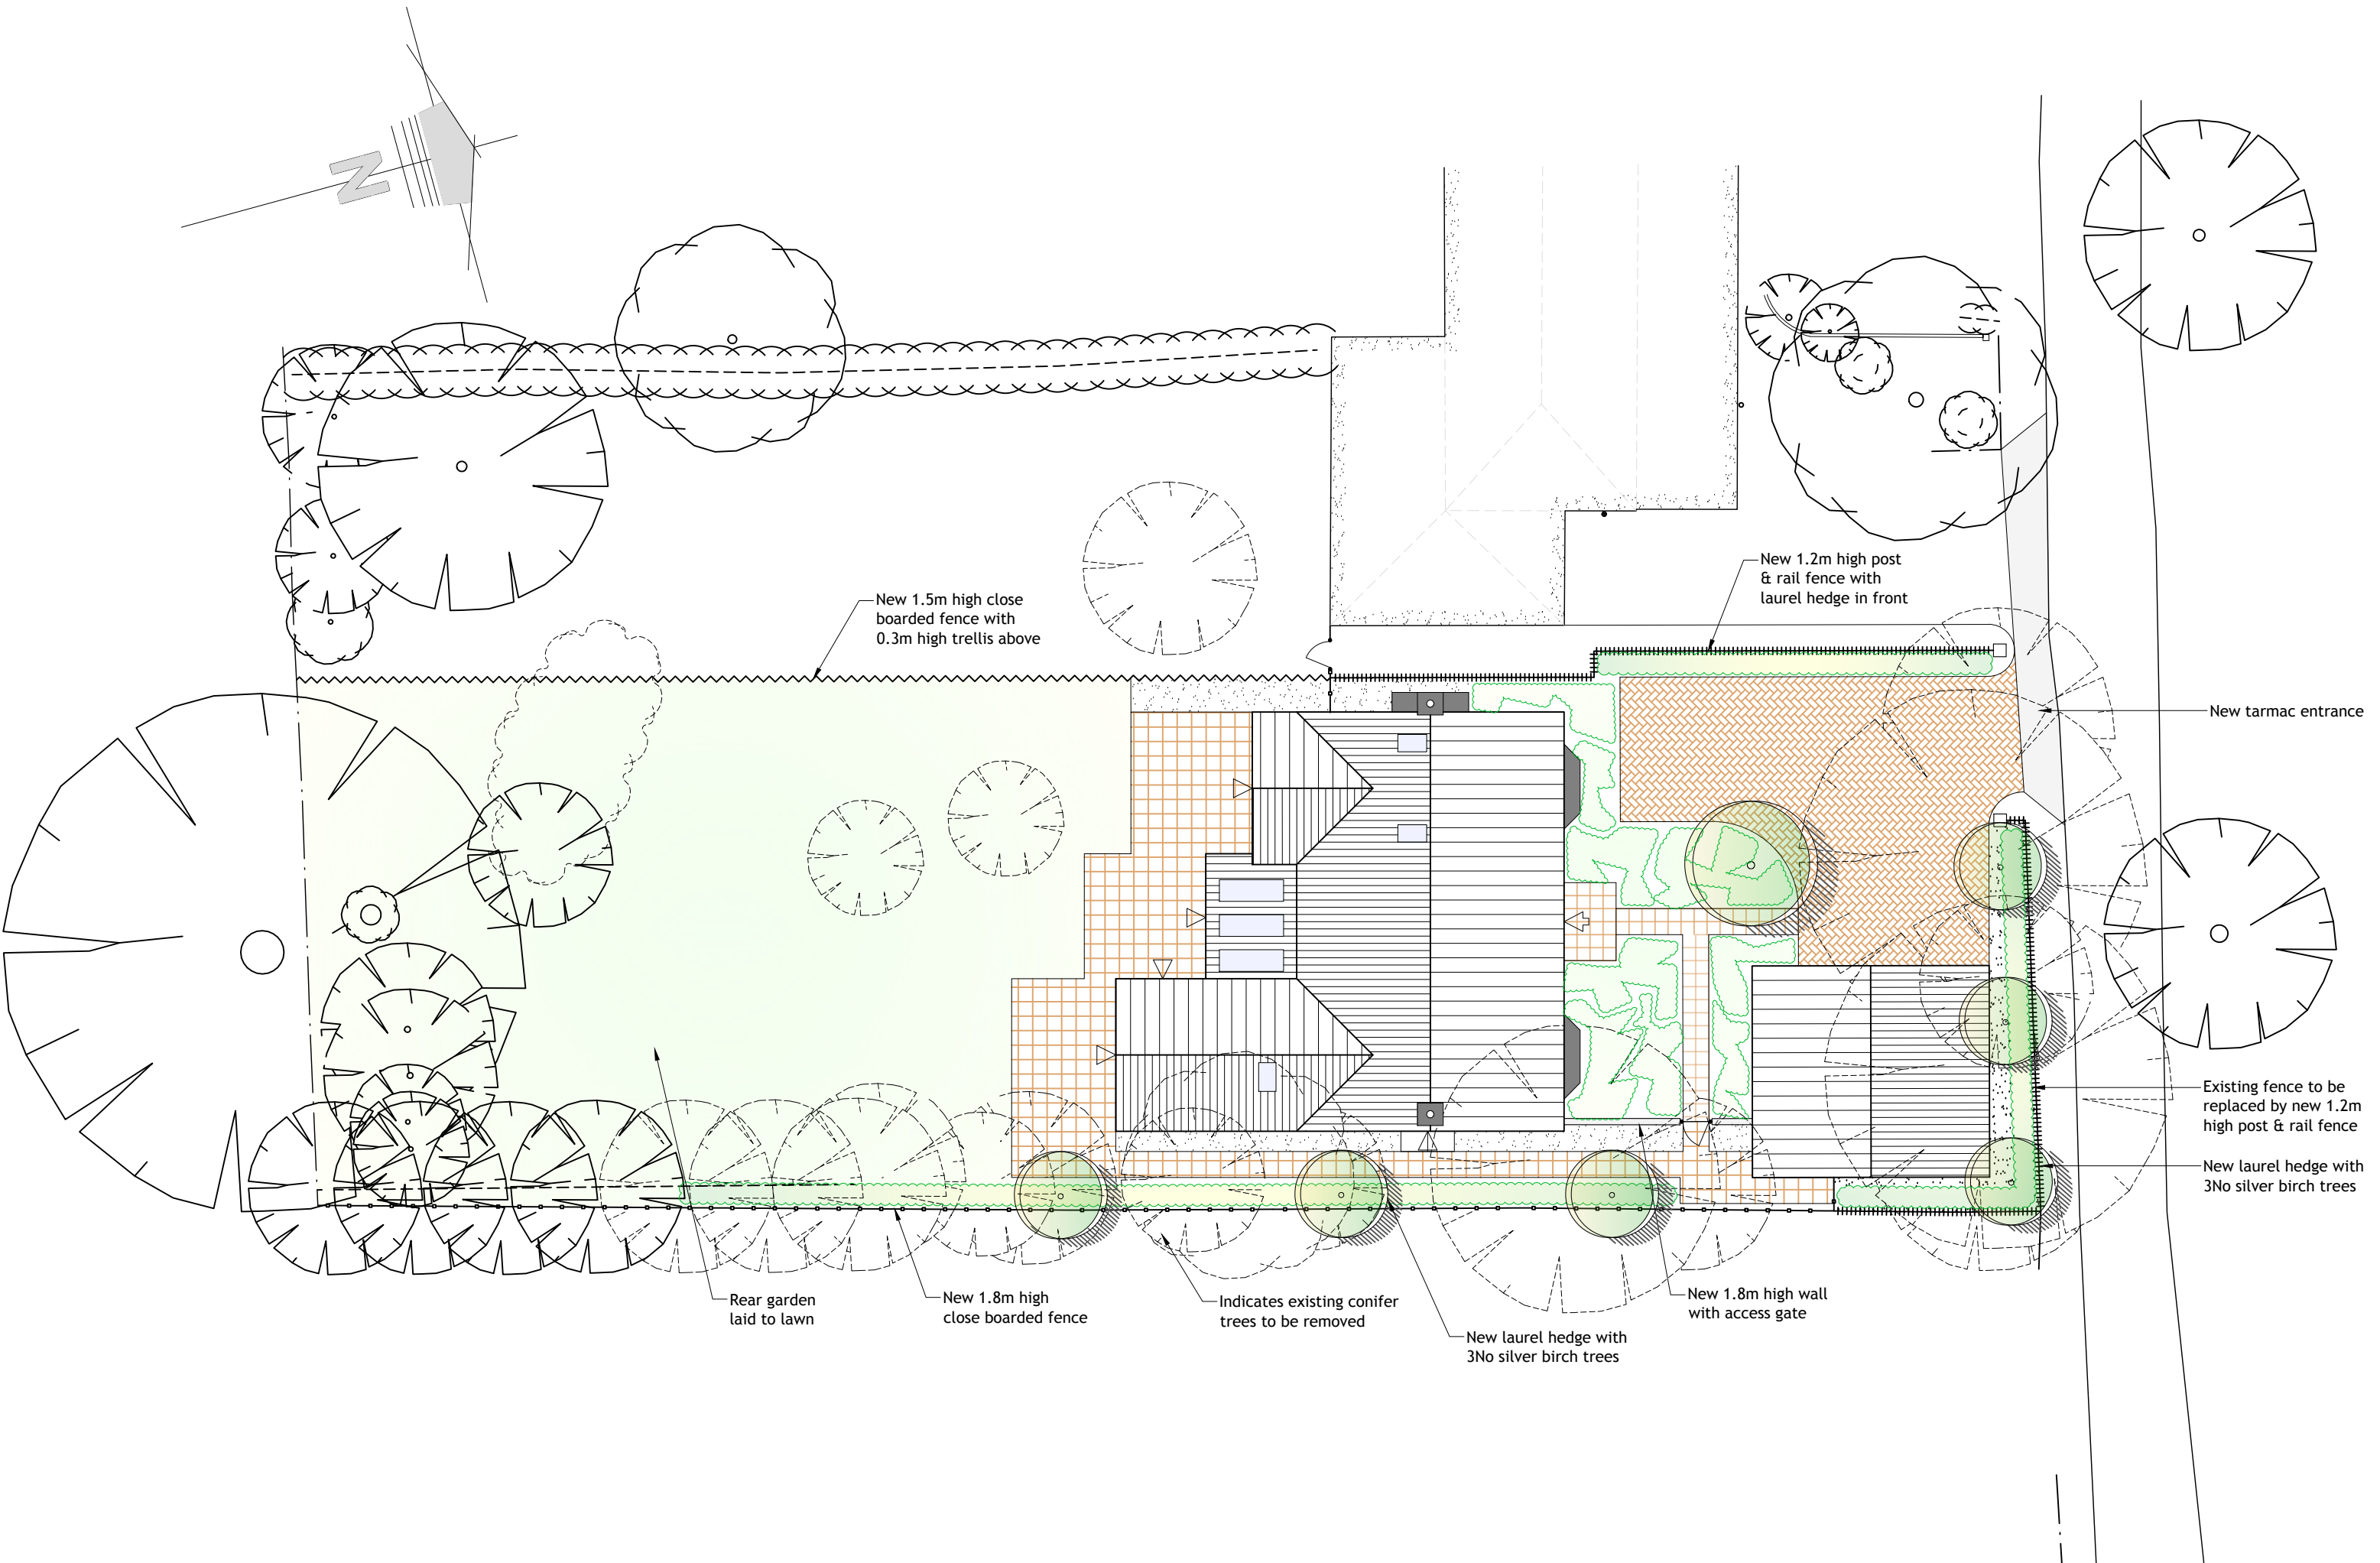 N
New 1.2m high post
& rail fence with
laurel hedge in front
New 1.5m high close
boarded fence with
0.3m high trellis above
New tarmac entrance
Existing fence to be
replaced by new 1.2m
high post & rail fence
New laurel hedge with
3No silver birch trees
Rear garden
laid to lawn
New 1.8m high
close boarded fence
Indicates existing conifer
trees to be removed
New laurel hedge with
3No silver birch trees
New 1.8m high wall
with access gate